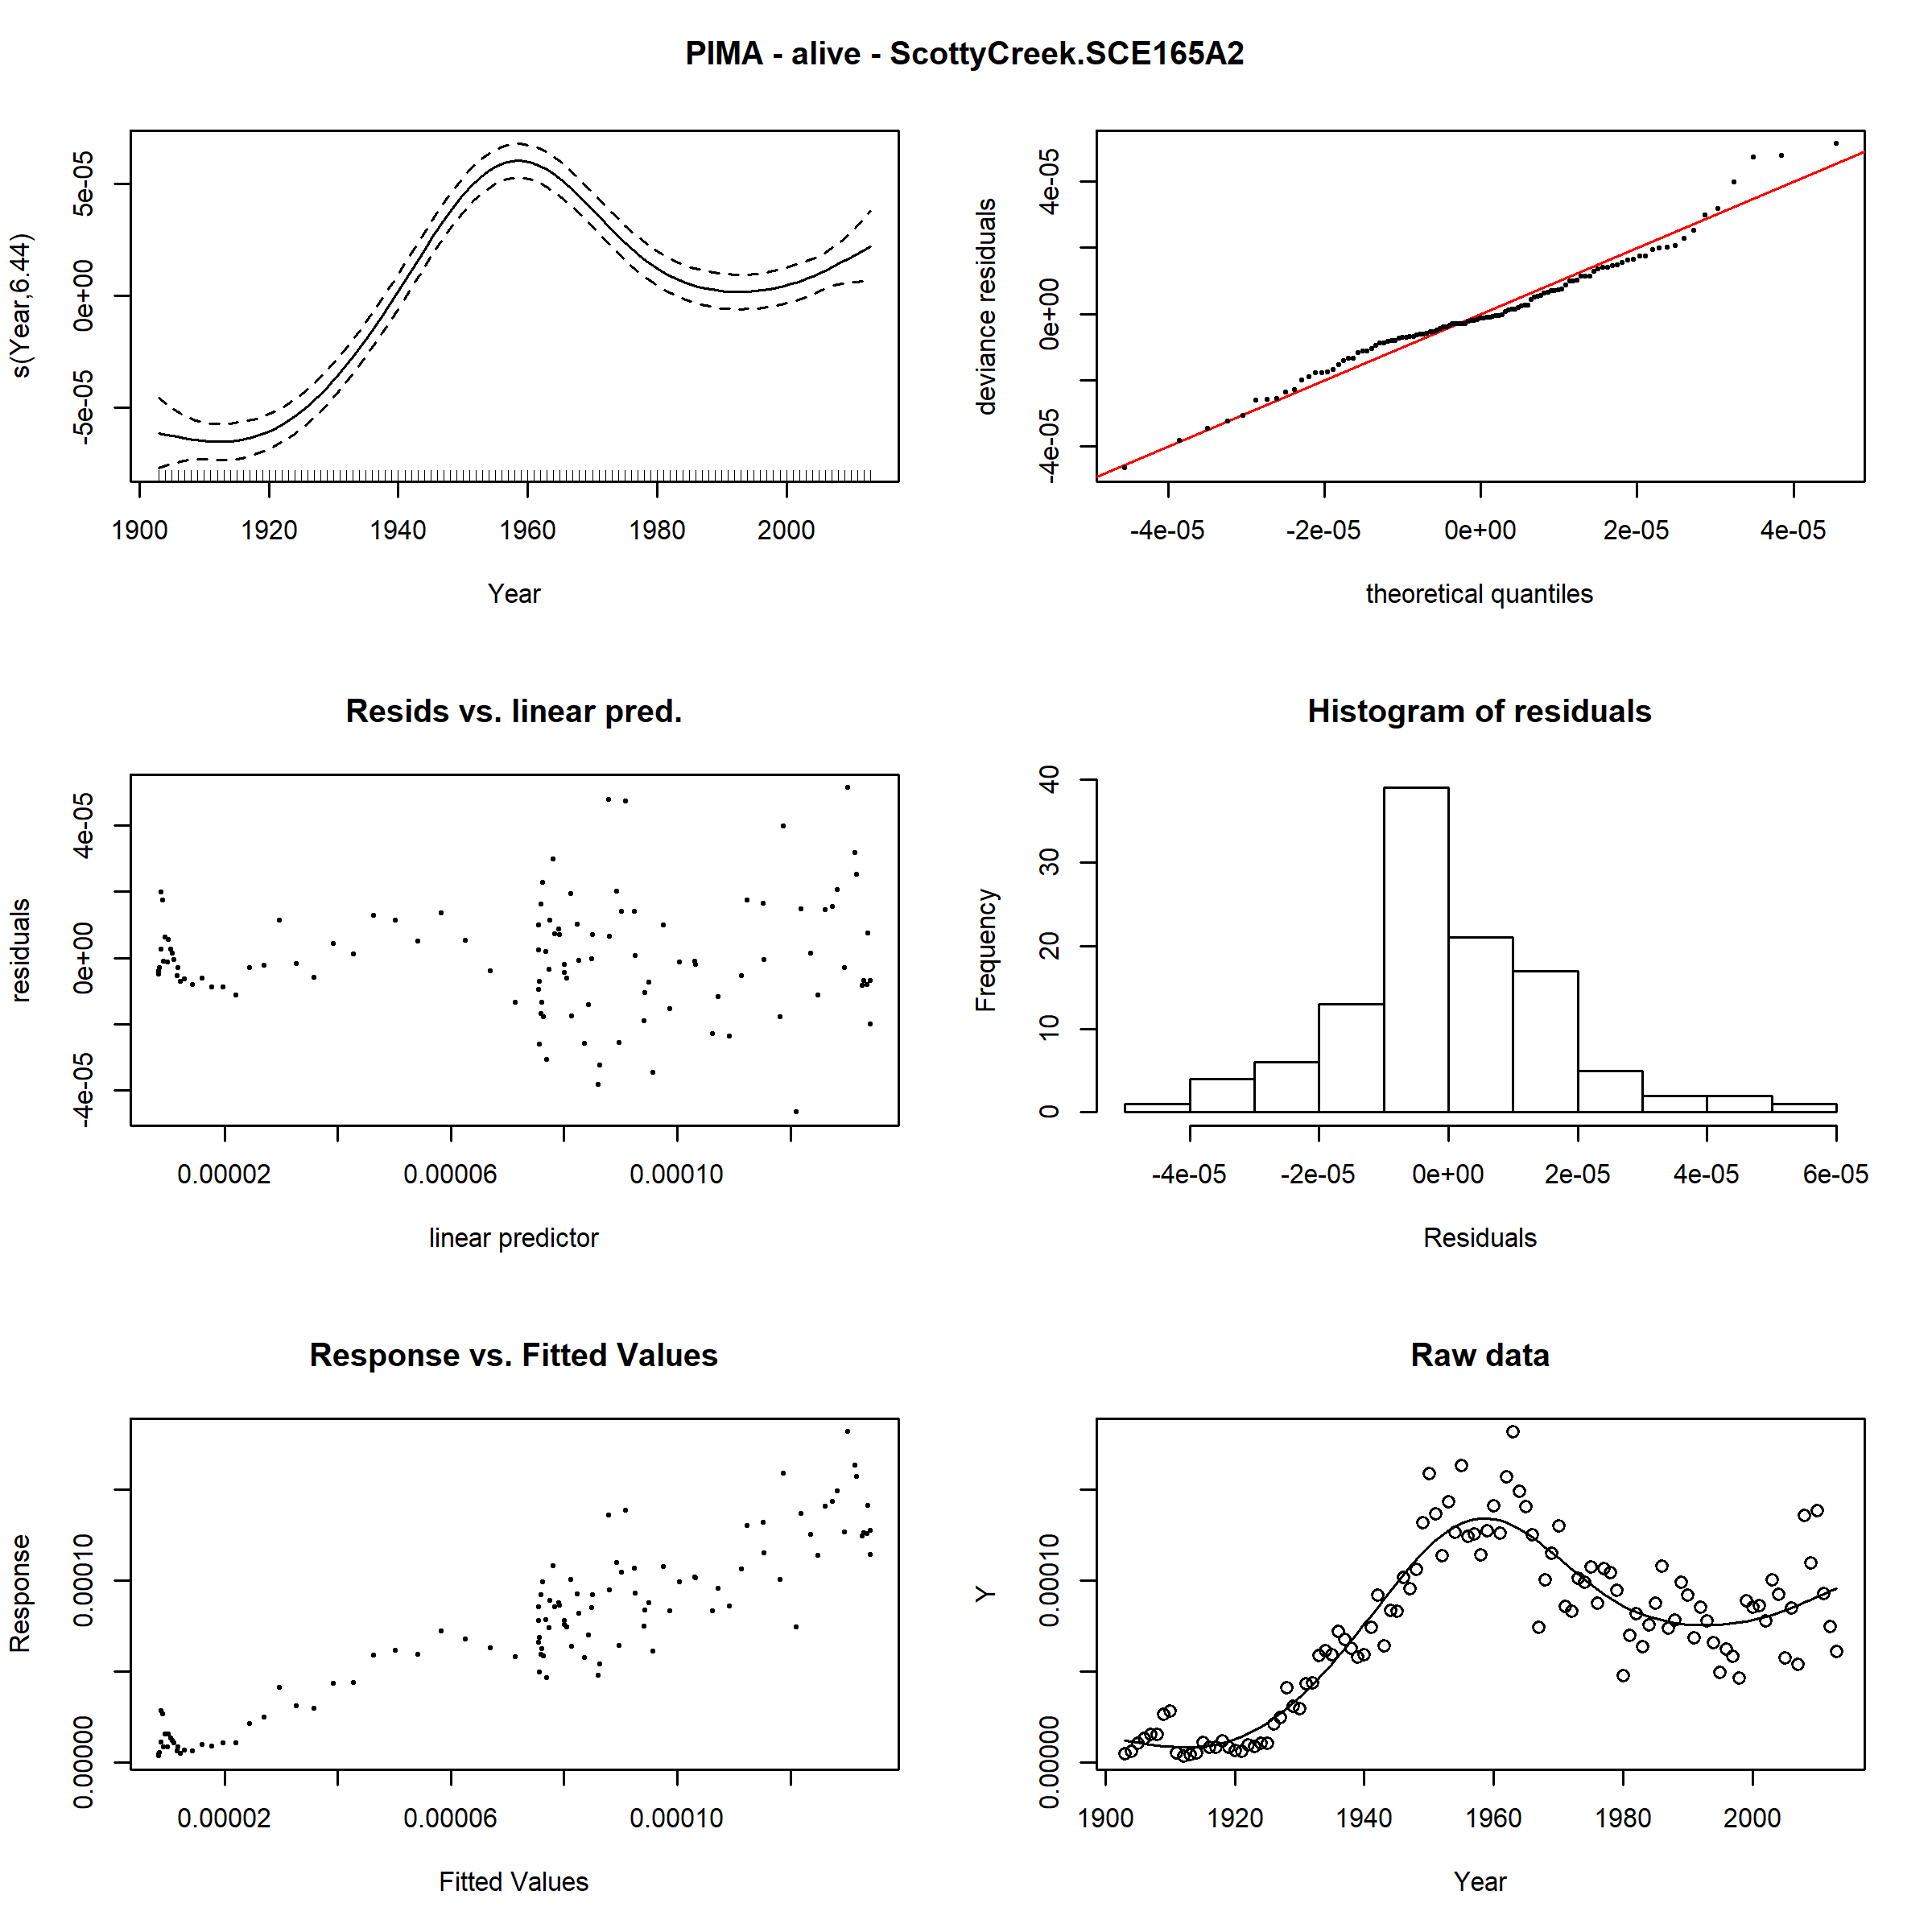 PIMA - alive - ScottyCreek.SCE165A2
s(Year,6.44)
-5e-05 0e+00 5e-05
1900 1920 1940 1960 1980 2000
Year
deviance residuals
-4e-05 0e+00 4e-05
-4e-05 -2e-05 0e+00 2e-05 4e-05
theoretical quantiles
Resids vs. linear pred.
residuals
-4e-05 0e+00 4e-05
0.00002 0.00006 0.00010
linear predictor
Histogram of residuals
Frequency
0 10 20 30 40
-4e-05 -2e-05 0e+00 2e-05 4e-05 6e-05
Residuals
Response vs. Fitted Values
Response
0.00000 0.00010
0.00002 0.00006 0.00010
Fitted Values
Raw data
Y
0.00000 0.00010
1900 1920 1940 1960 1980 2000
Year